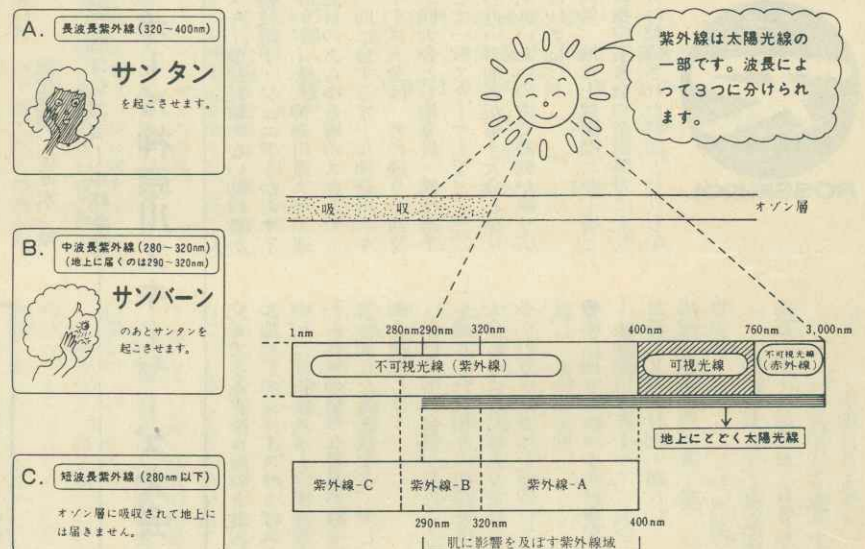 A. 長波長紫外線(320〜400nm)
サンタン
を起こさせます。
B. 中波長紫外線(280〜320nm)
(地上に届くのは290〜320nm)
サンバーン
のあとサンタンを
起こさせます。
C. 短波長紫外線(280nm以下)
オゾン層に吸収されて地上に
は届きません。
紫外線は太陽光線の
一部です。波長によ
って3つに分けられ
ます。
吸 収
オゾン層
1nm 280nm 290nm 320nm 400nm 760nm 3,000nm
不可視光線(紫外線)
可視光線
不可視光線
(赤外線)
地上にとどく太陽光線
紫外線-C 紫外線-B 紫外線-A
290nm 320nm 400nm
肌に影響を及ぼす紫外線域